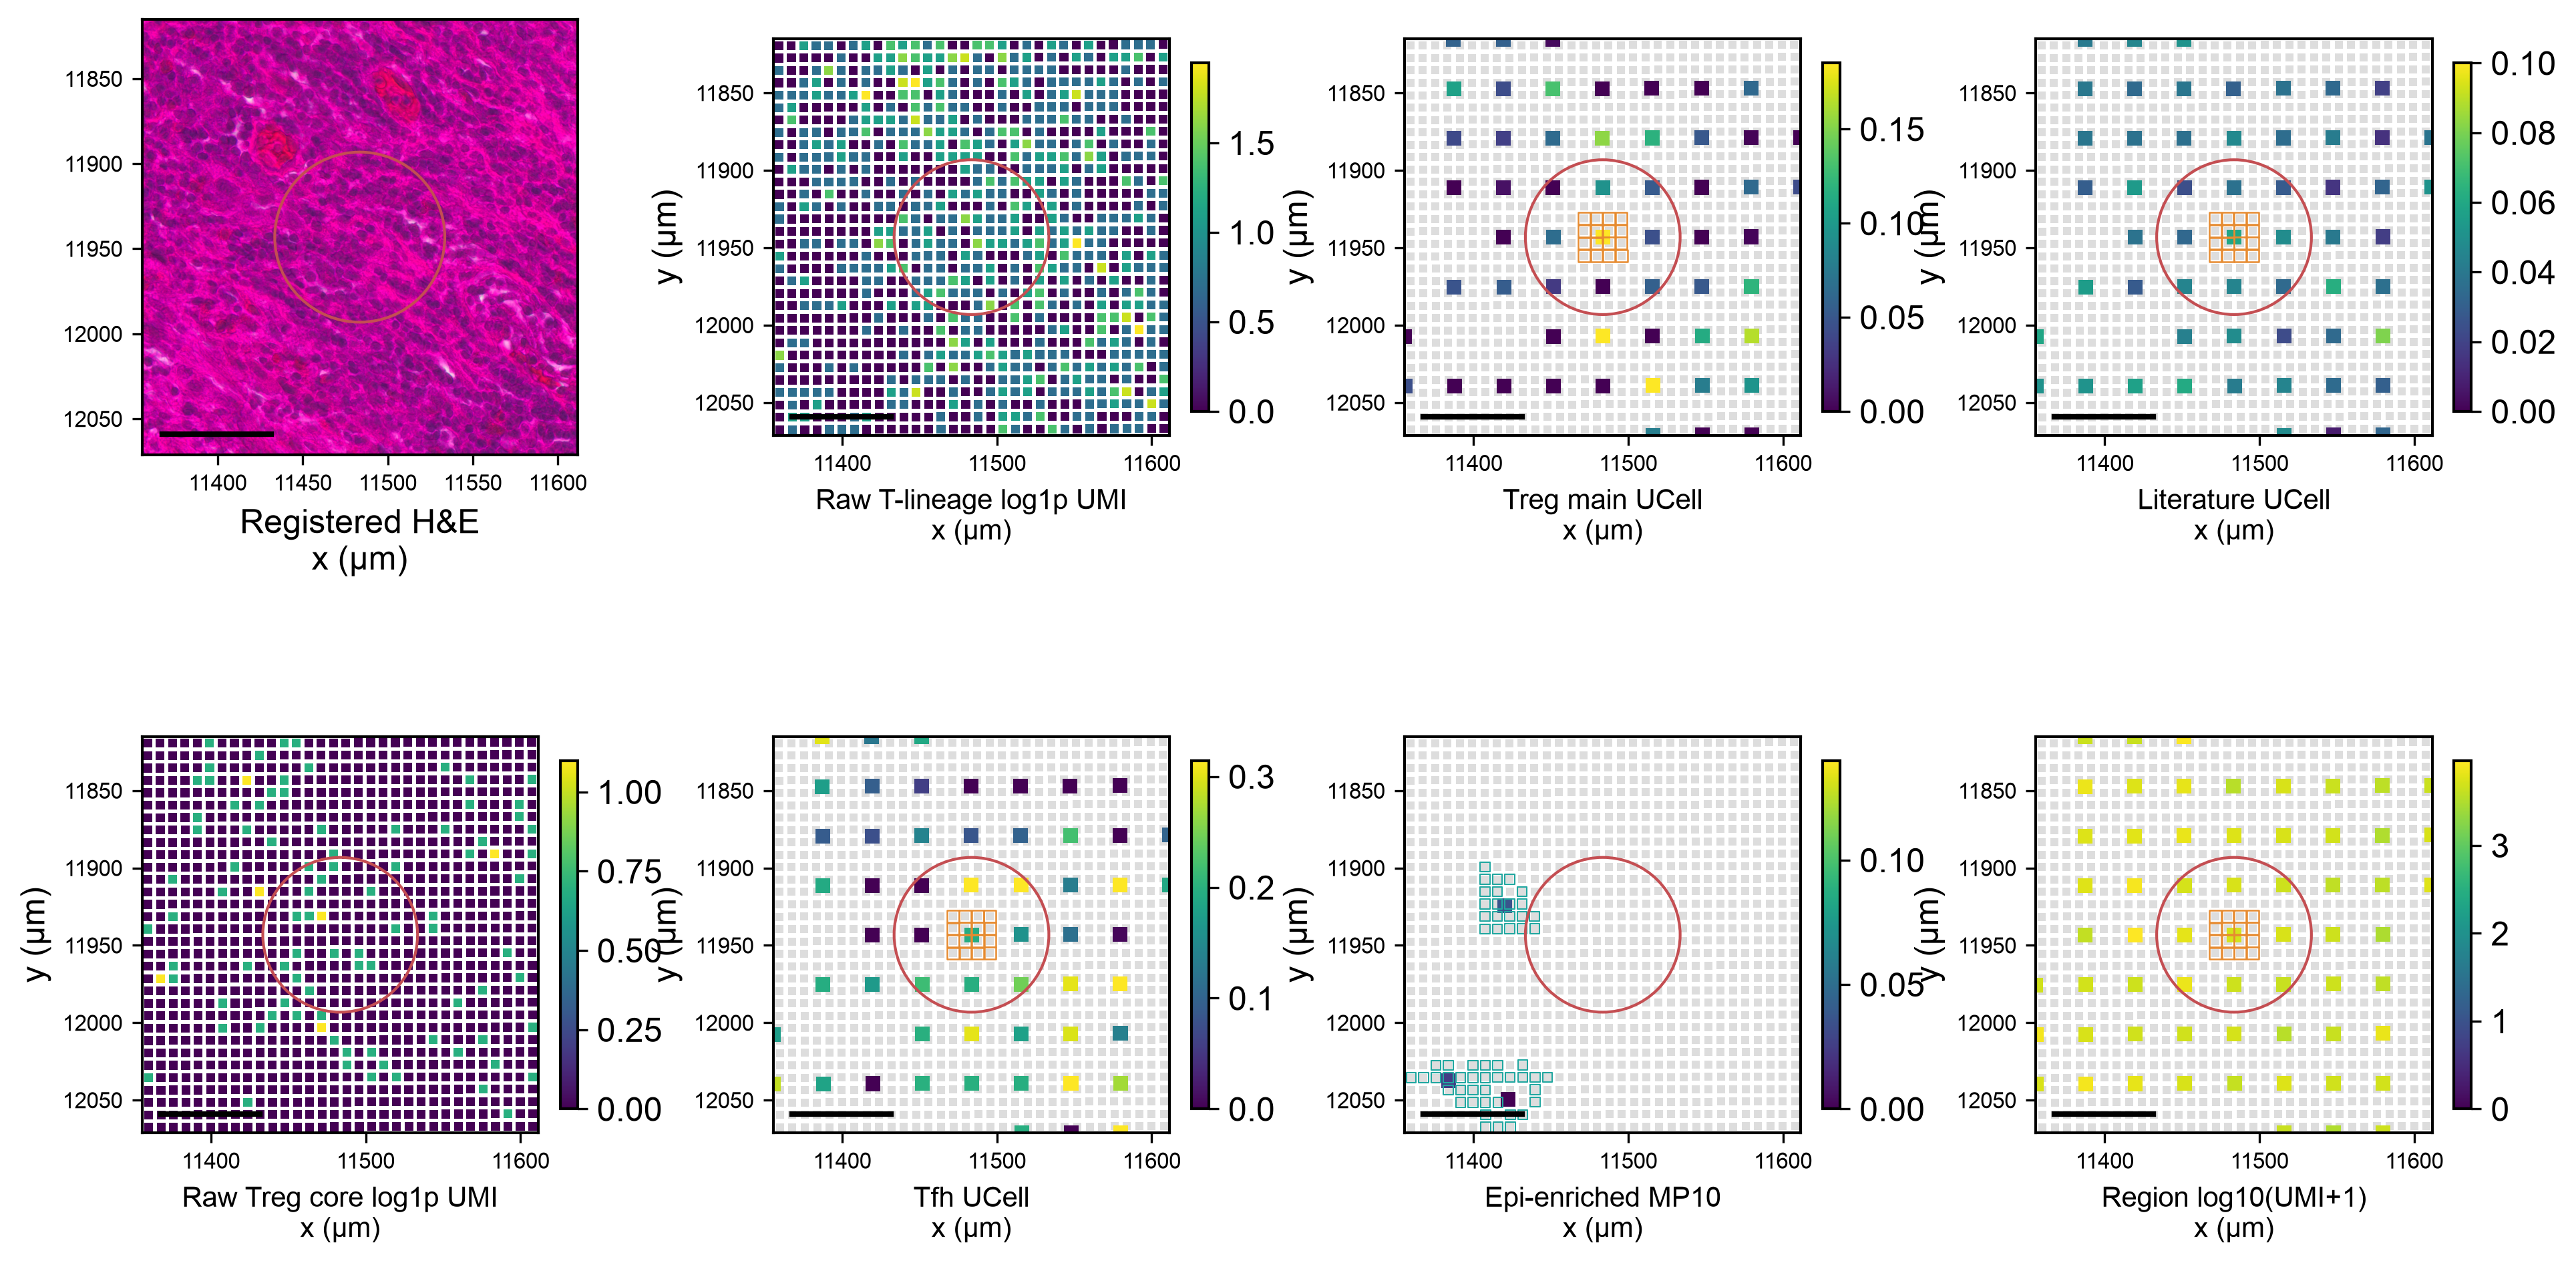 11850
11900
11950
12000
12050
11400 11450 11500 11550 11600
Registered H&E
x (µm)
y (µm)
11850
11900
11950
12000
12050
11400 11500 11600
Raw T-lineage log1p UMI
x (µm)
1.5
1.0
0.5
0.0
y (µm)
11850
11900
11950
12000
12050
11400 11500 11600
Treg main UCell
x (µm)
0.15
0.10
0.05
0.00
y (µm)
11850
11900
11950
12000
12050
11400 11500 11600
Literature UCell
x (µm)
0.10
0.08
0.06
0.04
0.02
0.00
y (µm)
11850
11900
11950
12000
12050
11400 11500 11600
Raw Treg core log1p UMI
x (µm)
1.00
0.75
0.50
0.25
0.00
y (µm)
11850
11900
11950
12000
12050
11400 11500 11600
Tfh UCell
x (µm)
0.3
0.2
0.1
0.0
y (µm)
11850
11900
11950
12000
12050
11400 11500 11600
Epi-enriched MP10
x (µm)
0.10
0.05
0.00
y (µm)
11850
11900
11950
12000
12050
11400 11500 11600
Region log10(UMI+1)
x (µm)
3
2
1
0